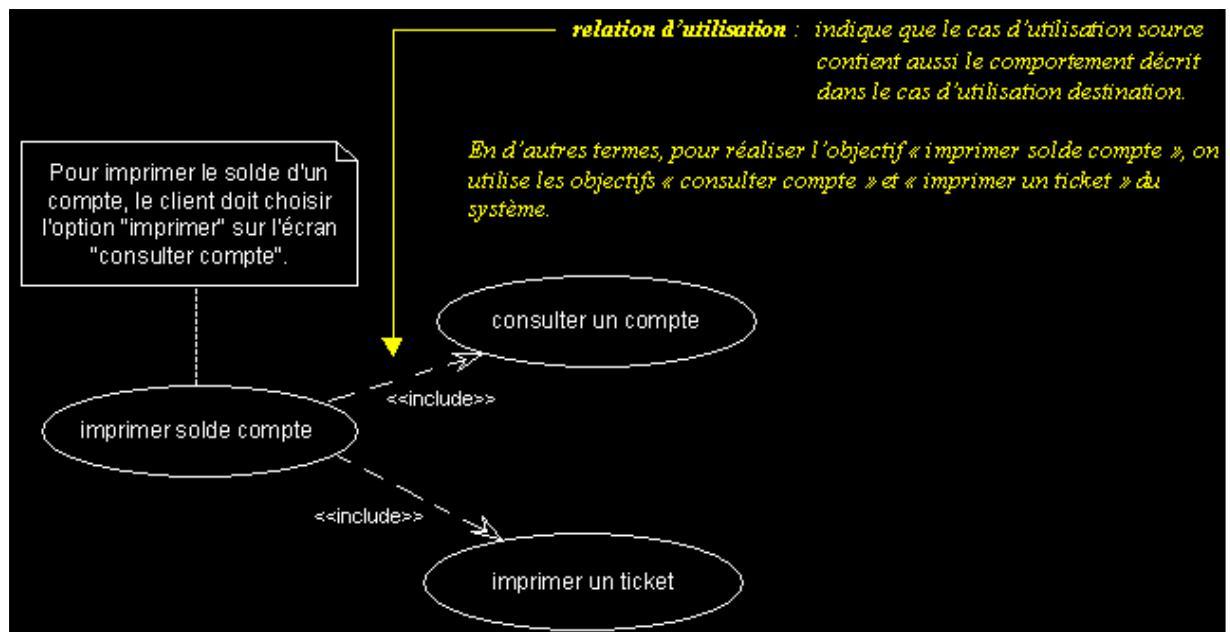 relation d'utilisation : indique que le cas d'utilisation source
contient aussi le comportement décrit
dans le cas d'utilisation destination.
En d'autres termes, pour réaliser l'objectif « imprimer solde compte », on
utilise les objectifs « consulter compte » et « imprimer un ticket » du
système.
Pour imprimer le solde d'un
compte, le client doit choisir
l'option "imprimer" sur l'écran
"consulter compte".
consulter un compte
<<include>>
imprimer solde compte
<<include>>
imprimer un ticket